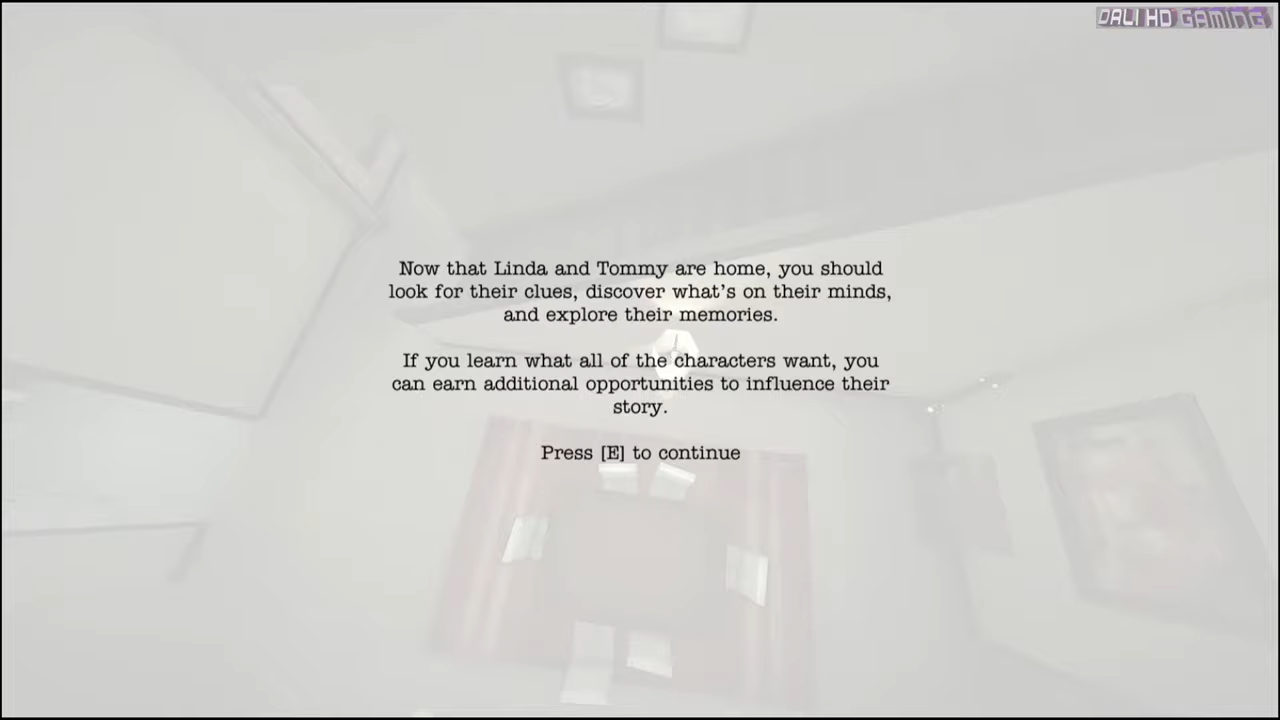 DALI HD GAMING
Now that Linda and Tommy are home, you should
look for their clues, discover what's on their minds,
and explore their memories.
If you learn what all of the characters want, you
can earn additional opportunities to influence their
story.
Press [E] to continue